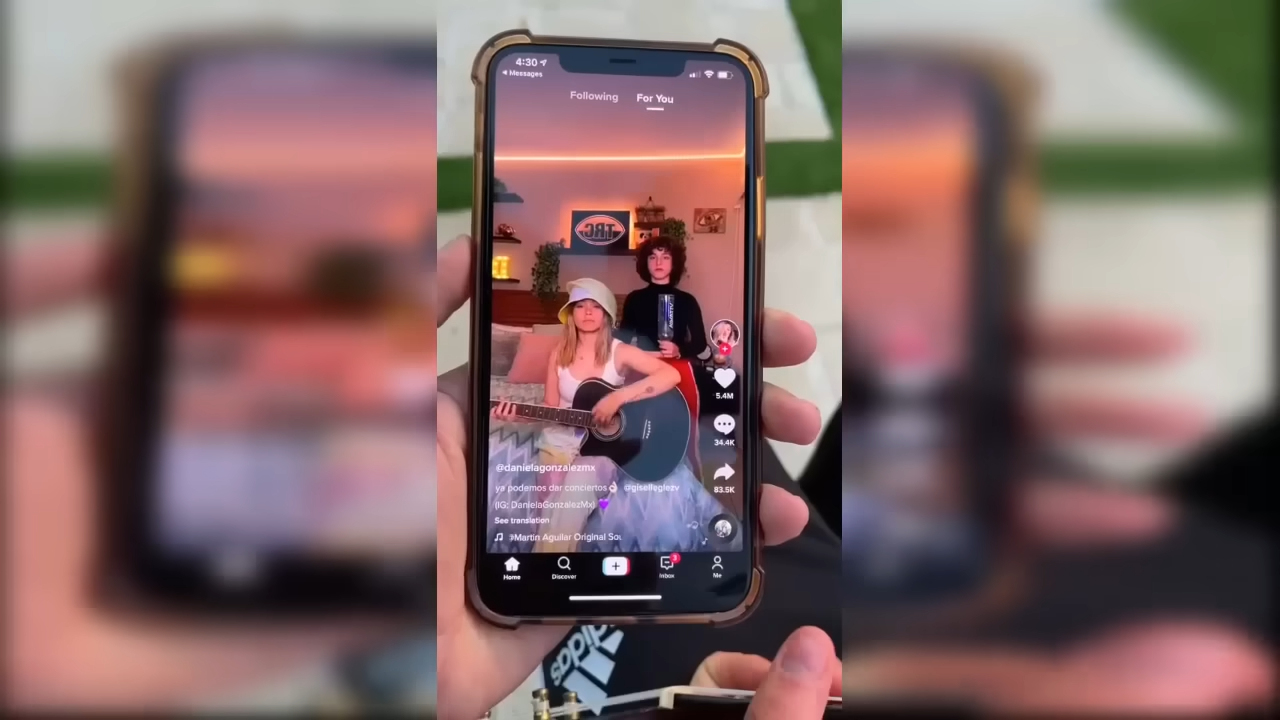 4:30
Messages
Following
For You
TRC
5.4M
34.4K
83.5K
@danielagonzalezmx
ya podemos dar conciertos👌🏻 @giselleglezv
(IG: DanielaGonzalezMx) 💜
See translation
Martin Aguilar Original Sou
Home
Discover
3
Inbox
Me
adidas